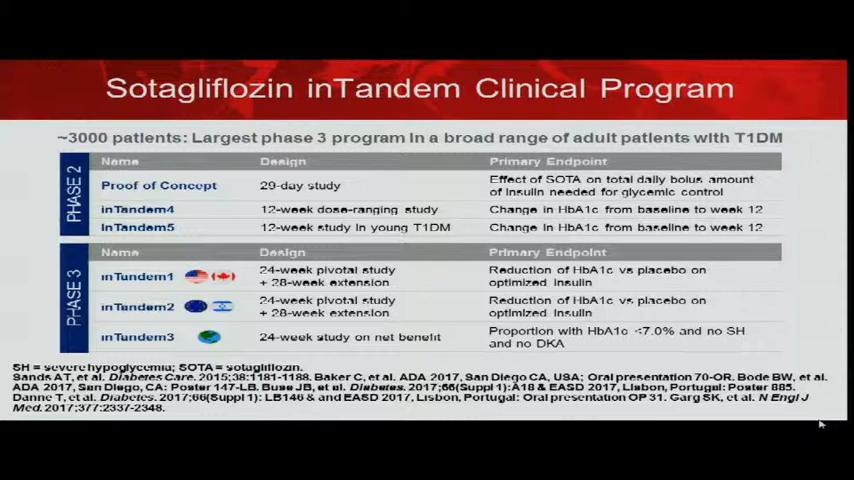 Sotagliflozin inTandem Clinical Program
~3000 patients: Largest phase 3 program in a broad range of adult patients with T1DM
PHASE 2
Name Design Primary Endpoint
Proof of Concept 29-day study Effect of SOTA on total daily bolus amount
of insulin needed for glycemic control
inTandem4 12-week dose-ranging study Change in HbA1c from baseline to week 12
inTandem5 12-week study in young T1DM Change in HbA1c from baseline to week 12
PHASE 3
Name Design Primary Endpoint
inTandem1 24-week pivotal study Reduction of HbA1c vs placebo on
+ 28-week extension optimized insulin
inTandem2 24-week pivotal study Reduction of HbA1c vs placebo on
+ 28-week extension optimized insulin
inTandem3 24-week study on net benefit Proportion with HbA1c <7.0% and no SH
and no DKA
SH = severe hypoglycemia; SOTA = sotagliflozin.
Sands AT, et al. Diabetes Care. 2015;38:1181-1188. Baker C, et al. ADA 2017, San Diego CA, USA; Oral presentation 70-OR. Bode BW, et al.
ADA 2017, San Diego, CA: Poster 147-LB. Buse JB, et al. Diabetes. 2017;66(Suppl 1):A18 & EASD 2017, Lisbon, Portugal: Poster 885.
Danne T, et al. Diabetes. 2017;66(Suppl 1): LB146 & and EASD 2017, Lisbon, Portugal: Oral presentation OP 31. Garg SK, et al. N Engl J
Med. 2017;377:2337-2348.